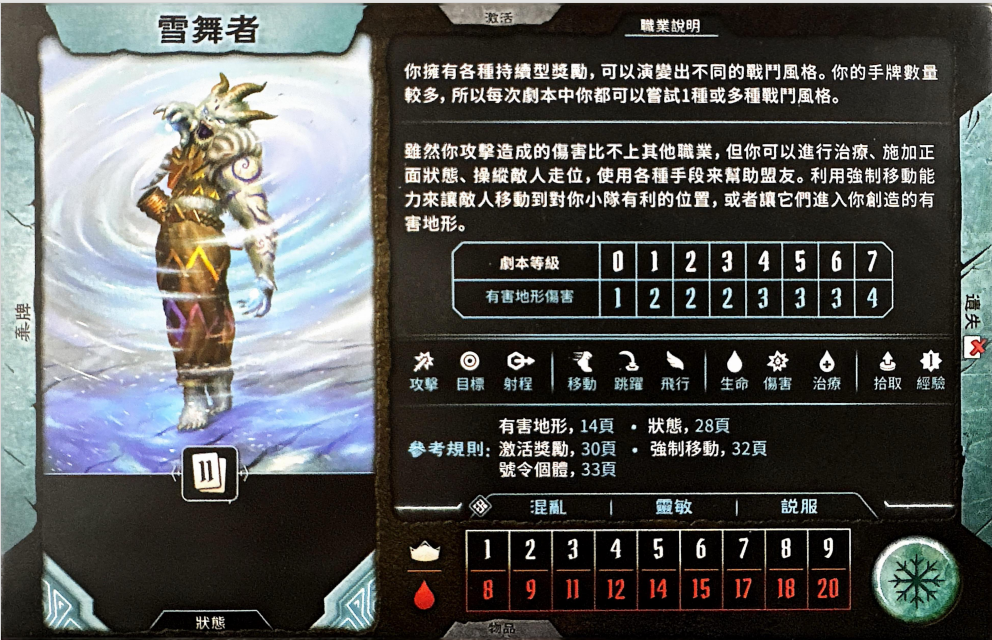 雪舞者
激活
職業說明
你擁有各種持續型獎勵，可以演變出不同的戰鬥風格。你的手牌數量
較多，所以每次劇本中你都可以嘗試1種或多種戰鬥風格。
雖然你攻擊造成的傷害比不上其他職業，但你可以進行治療、施加正
面狀態、操縱敵人走位，使用各種手段來幫助盟友。利用強制移動能
力來讓敵人移動到對你小隊有利的位置，或者讓它們進入你創造的有
害地形。
劇本等級 0 1 2 3 4 5 6 7
有害地形傷害 1 2 2 2 3 3 3 4
棄牌
遺失
攻擊 目標 射程 移動 跳躍 飛行 生命 傷害 治療 拾取 經驗
有害地形，14頁 • 狀態，28頁
參考規則： 激活獎勵，30頁 • 強制移動，32頁
號令個體，33頁
11
混亂 | 靈敏 | 説服
1 2 3 4 5 6 7 8 9
8 9 11 12 14 15 17 18 20
狀態
物品